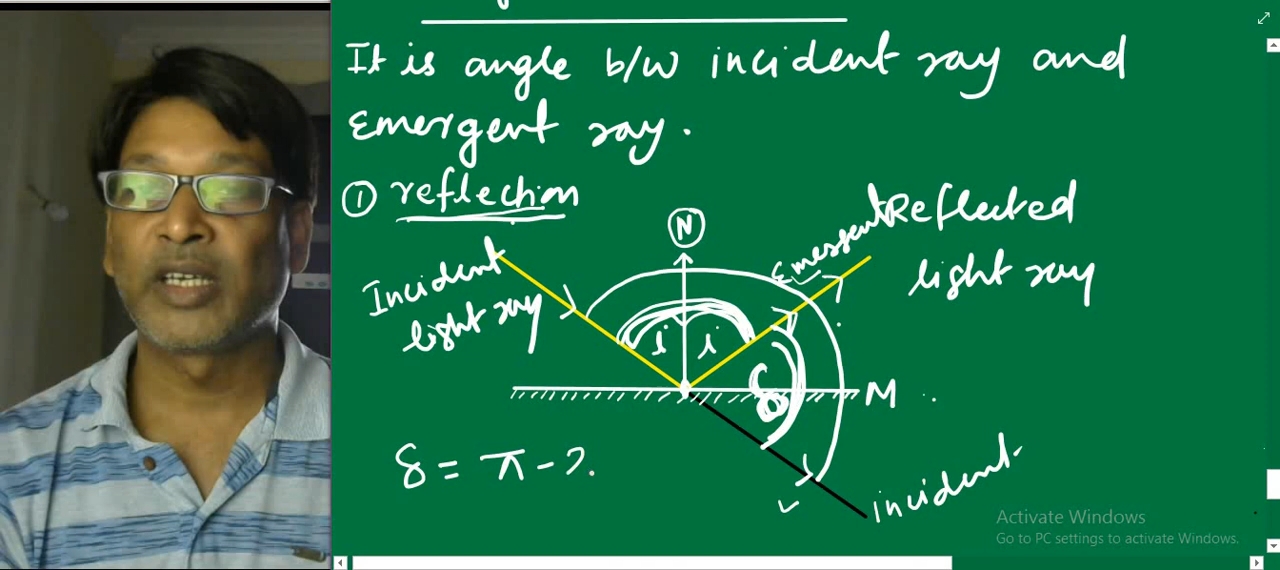 It is angle b/w incident ray and
Emergent ray.
① reflection
N
Emergent
Reflected
light ray
Incident
light ray
i i
δ
M
δ = π - 2.
incident
Activate Windows
Go to PC settings to activate Windows.